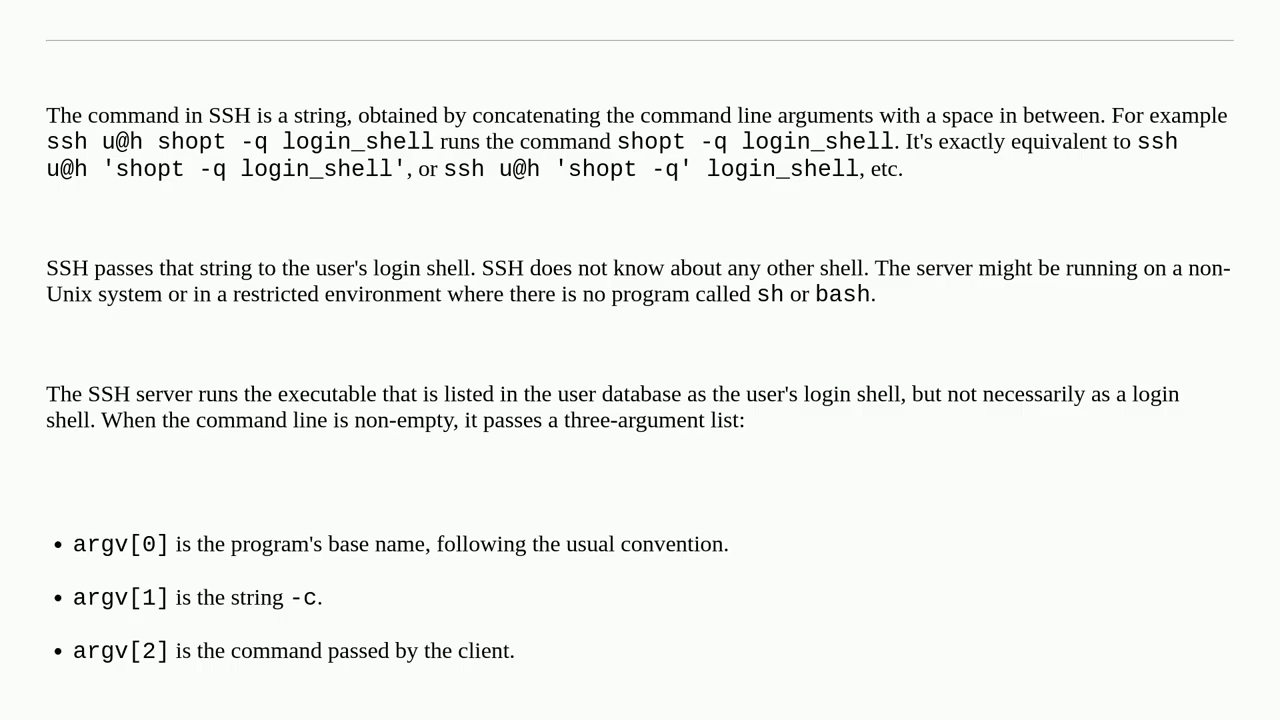 The command in SSH is a string, obtained by concatenating the command line arguments with a space in between. For example
ssh u@h shopt -q login_shell runs the command shopt -q login_shell. It's exactly equivalent to ssh
u@h 'shopt -q login_shell', or ssh u@h 'shopt -q' login_shell, etc.
SSH passes that string to the user's login shell. SSH does not know about any other shell. The server might be running on a non-
Unix system or in a restricted environment where there is no program called sh or bash.
The SSH server runs the executable that is listed in the user database as the user's login shell, but not necessarily as a login
shell. When the command line is non-empty, it passes a three-argument list:
• argv[0] is the program's base name, following the usual convention.
• argv[1] is the string -c.
• argv[2] is the command passed by the client.